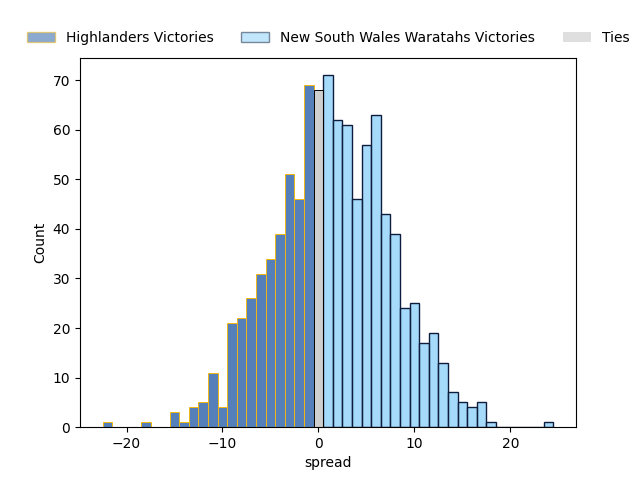 Highlanders Victories New South Wales Waratahs Victories Ties
70
60
50
40
30
20
10
0
Count
−20 −10 0 10 20
spread